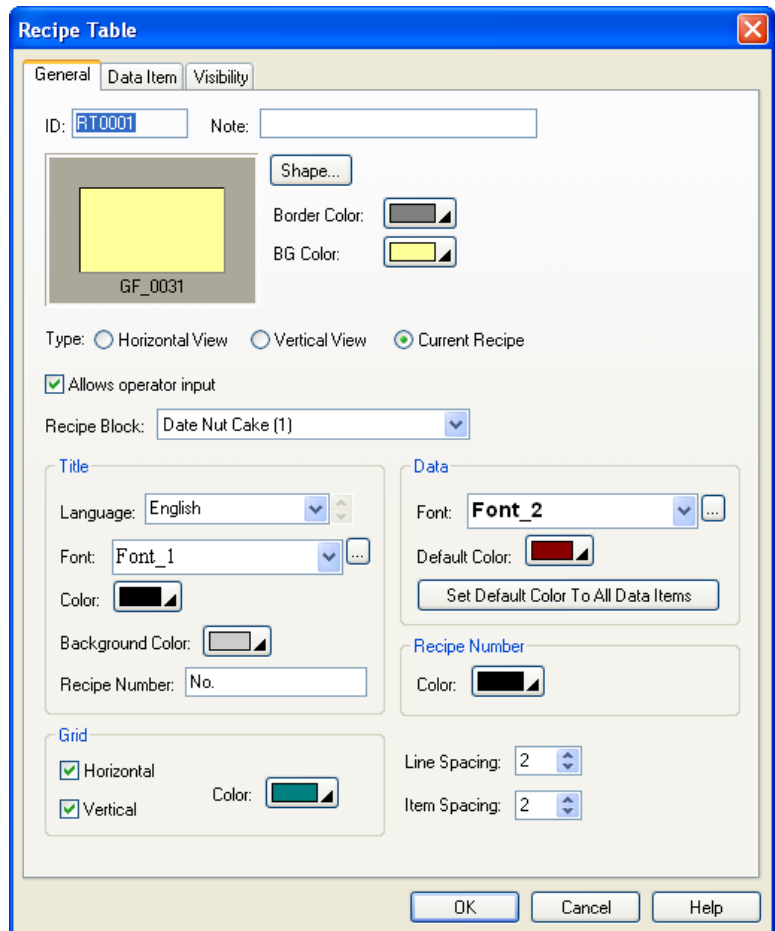 Recipe Table
General Data Item Visibility
ID: RT0001 Note:
Shape...
Border Color:
BG Color:
GF_0031
Type: Horizontal View Vertical View Current Recipe
Allows operator input
Recipe Block: Date Nut Cake (1)
Title
Language: English
Font: Font_1 ...
Color:
Background Color:
Recipe Number: No.
Data
Font: Font_2 ...
Default Color:
Set Default Color To All Data Items
Recipe Number
Color:
Grid
Horizontal
Vertical
Color:
Line Spacing: 2
Item Spacing: 2
OK Cancel Help